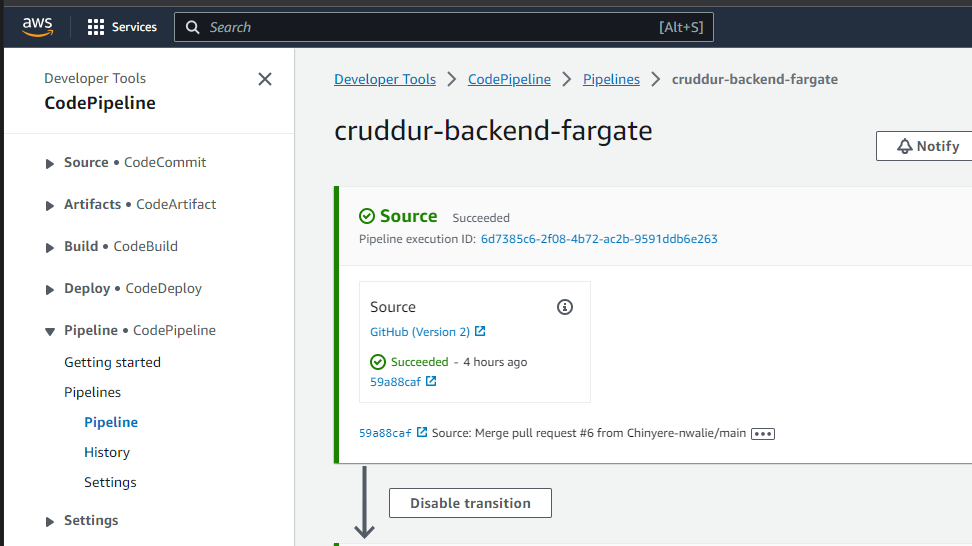 aws
Services
Search
[Alt+S]
Developer Tools
CodePipeline
Source • CodeCommit
Artifacts • CodeArtifact
Build • CodeBuild
Deploy • CodeDeploy
Pipeline • CodePipeline
Getting started
Pipelines
Pipeline
History
Settings
Settings
Developer Tools
CodePipeline
Pipelines
cruddur-backend-fargate
cruddur-backend-fargate
Notify
Source Succeeded
Pipeline execution ID: 6d7385c6-2f08-4b72-ac2b-9591ddb6e263
Source
GitHub (Version 2)
Succeeded - 4 hours ago
59a88caf
59a88caf Source: Merge pull request #6 from Chinyere-nwalie/main
Disable transition